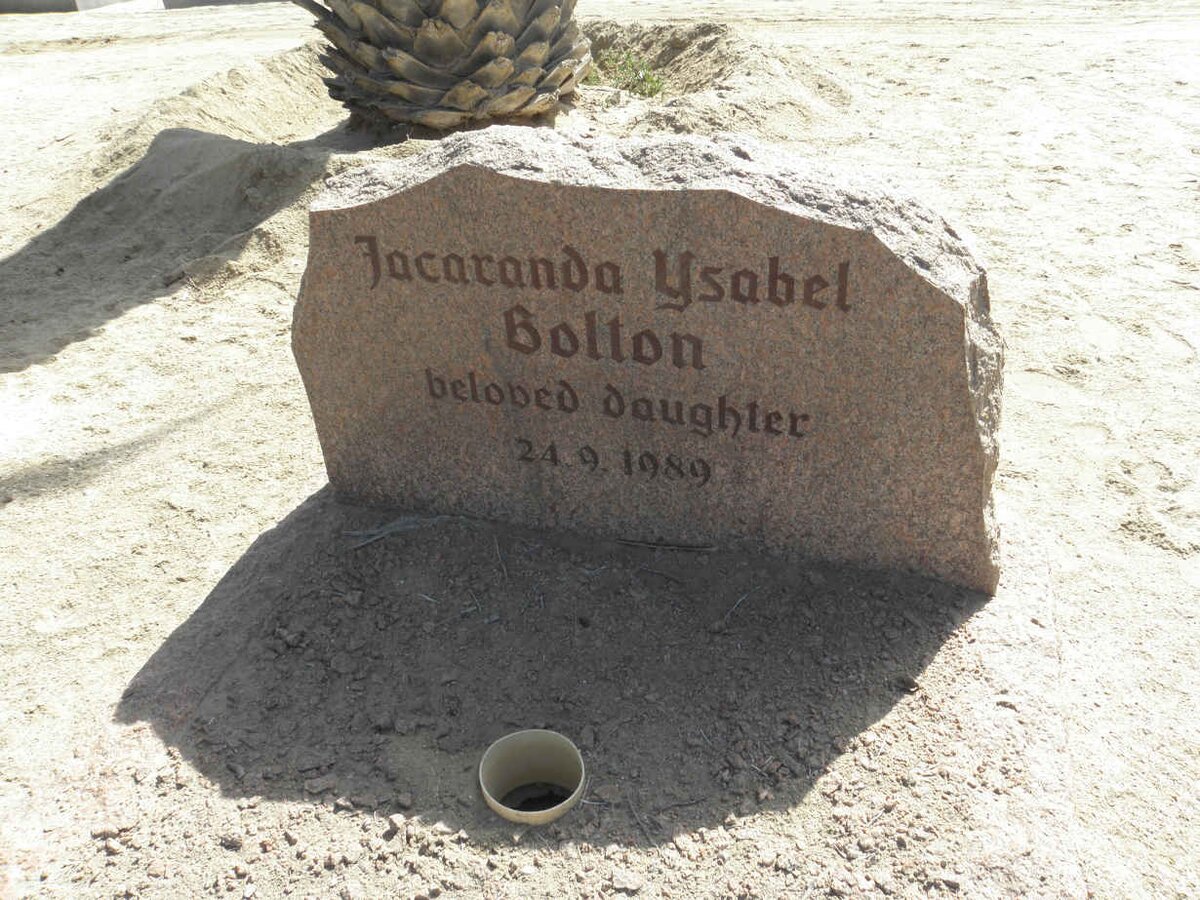 Jacaranda Ysabel
Bolton
beloved daughter
24.9.1989